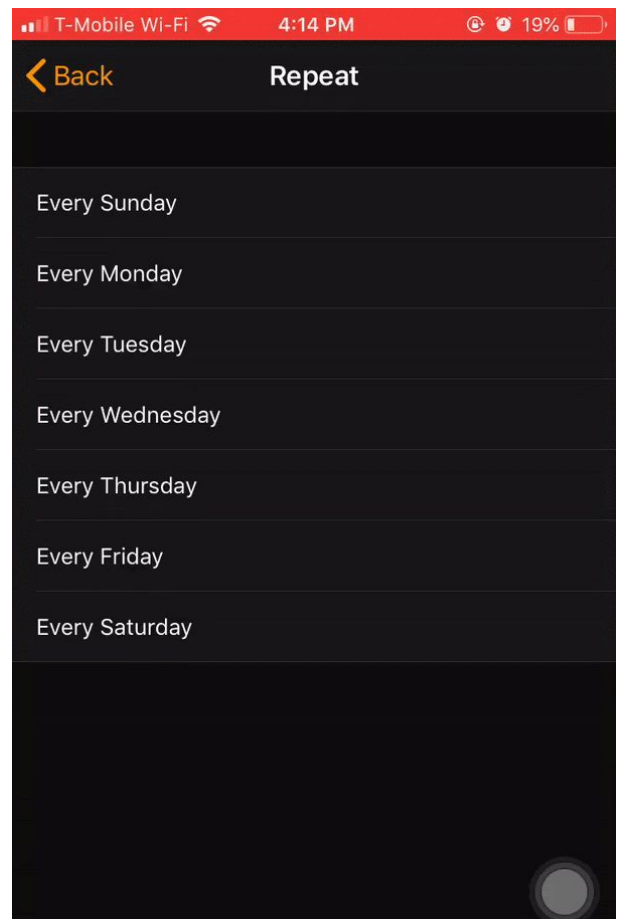 T-Mobile Wi-Fi 4:14 PM 19%
Back Repeat
Every Sunday
Every Monday
Every Tuesday
Every Wednesday
Every Thursday
Every Friday
Every Saturday